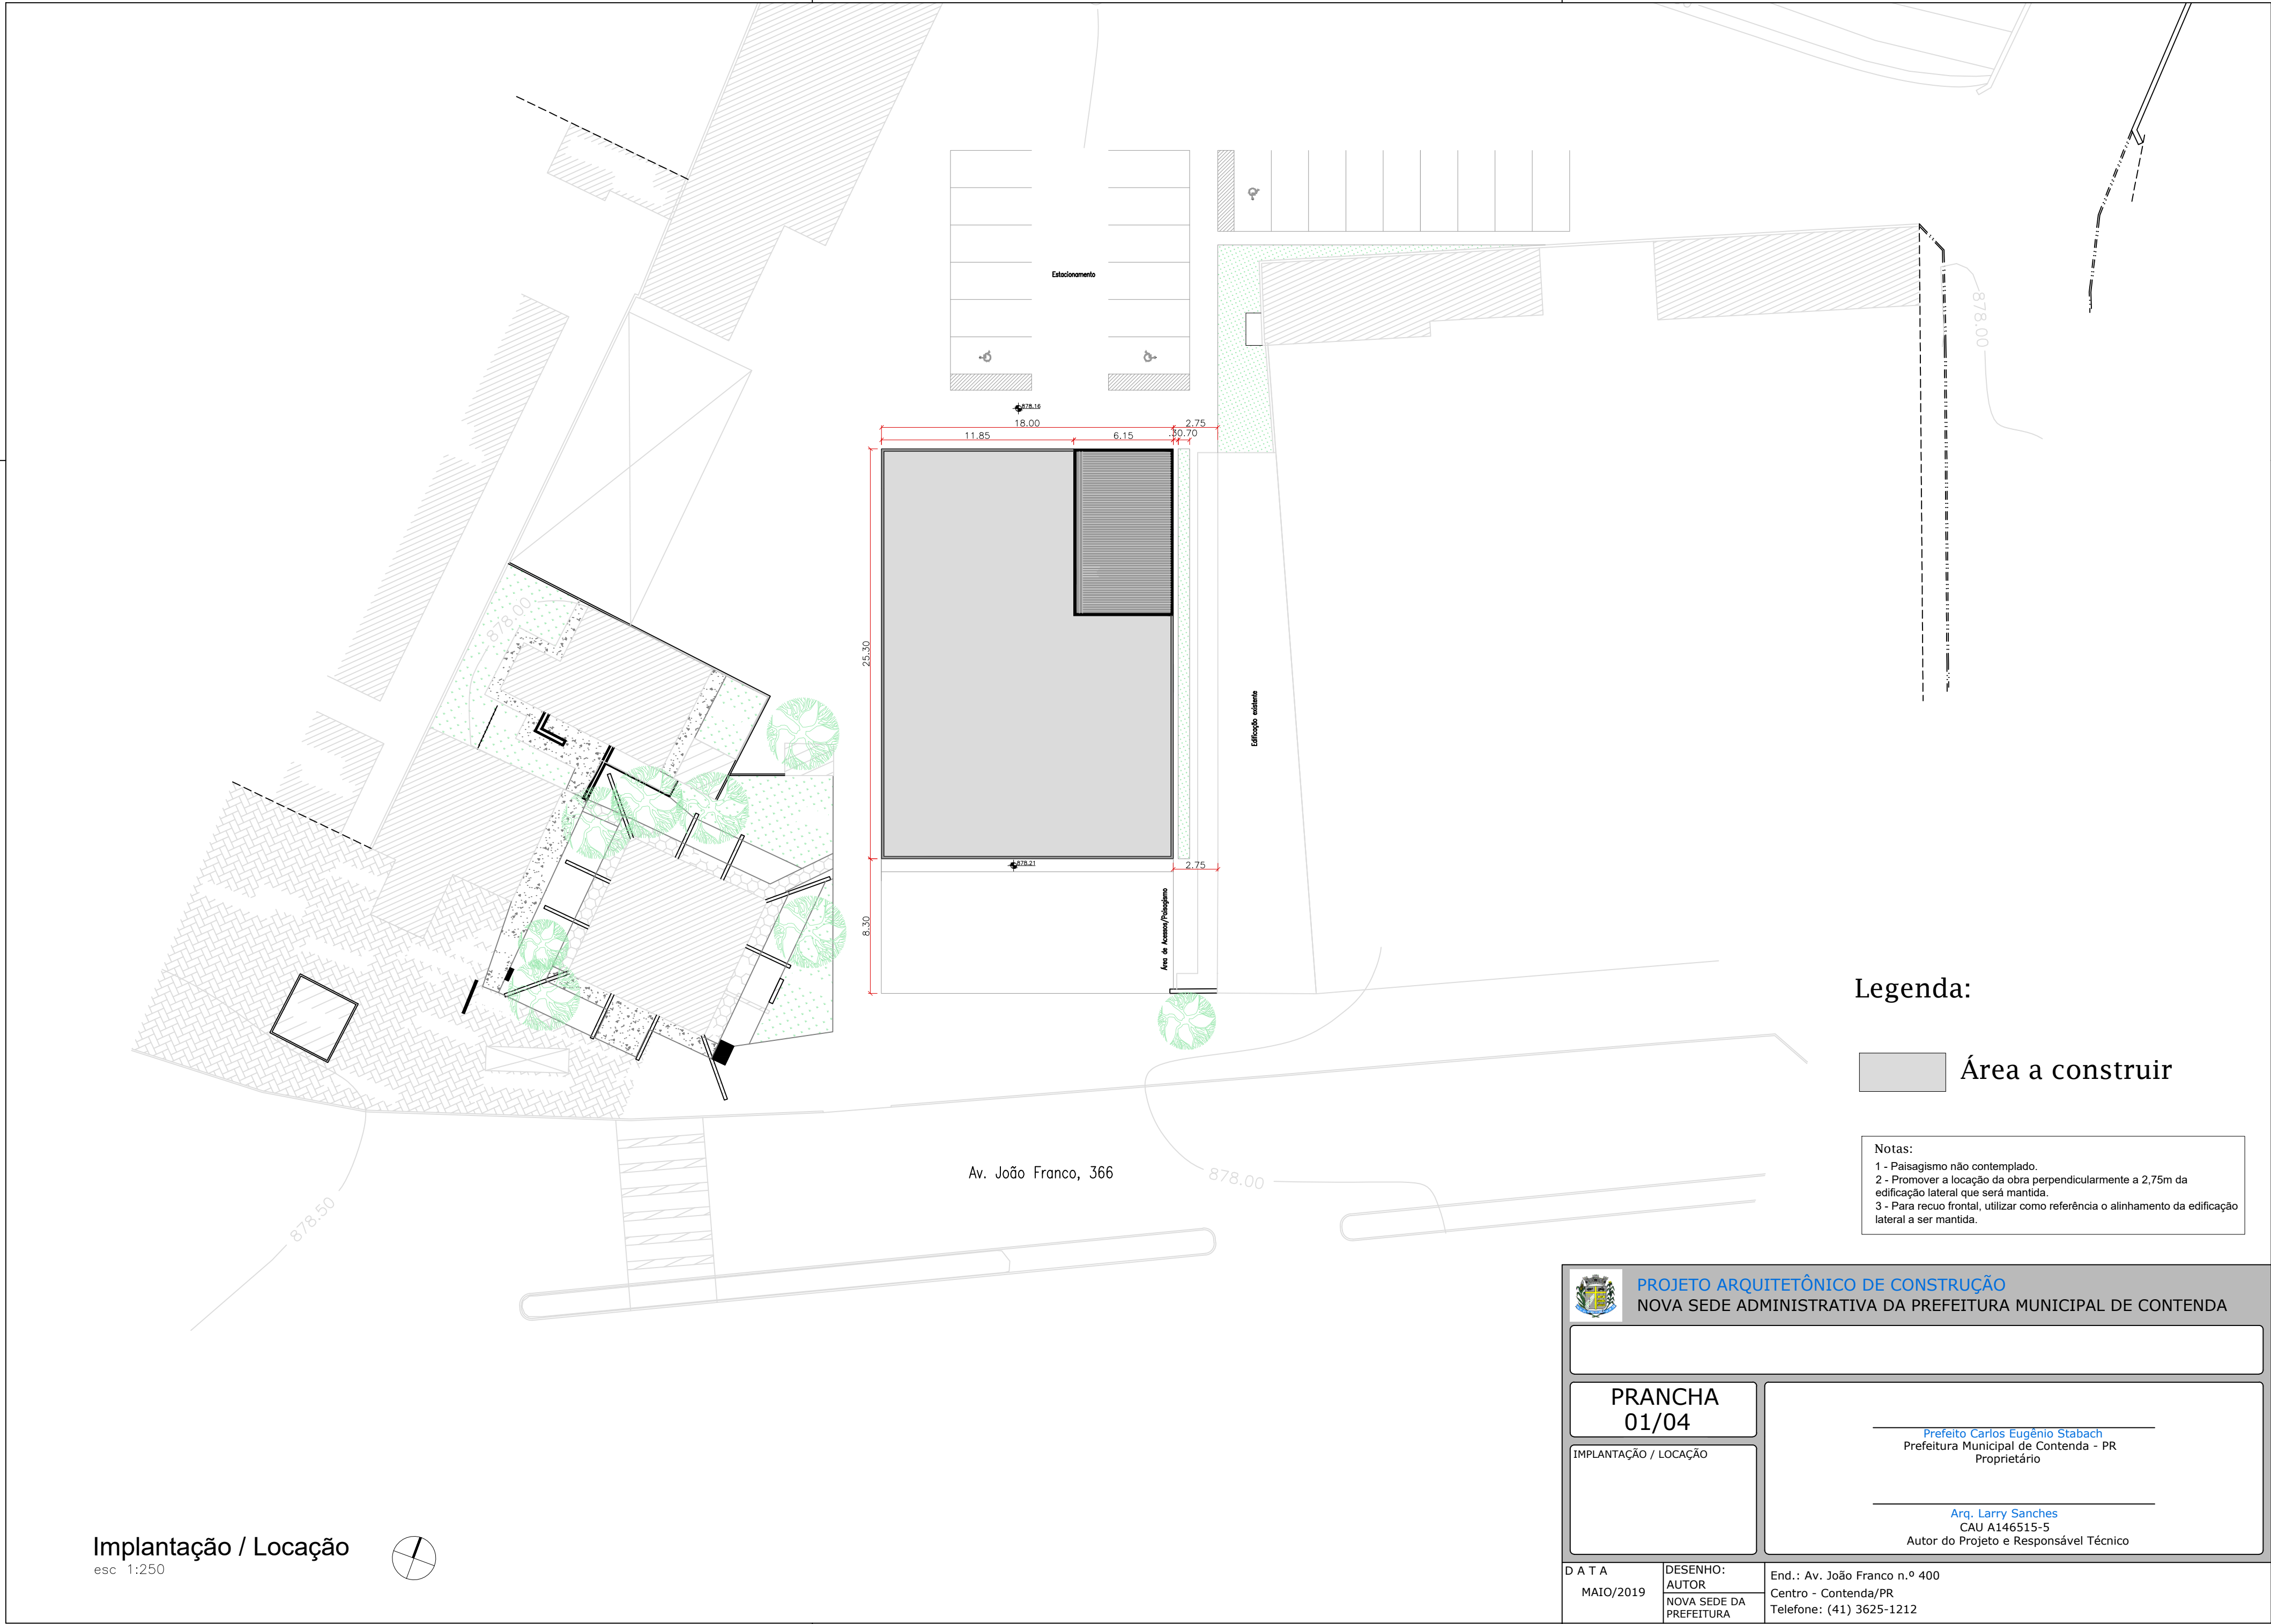 Estacionamento
878.16
18.00
2.75
11.85
6.15
.30
.70
878.00
878.00
25.30
Edificação existente
878.21
2.75
Área de Acessos/Paisagismo
8.30
Legenda:
Área a construir
Notas:
1 - Paisagismo não contemplado.
2 - Promover a locação da obra perpendicularmente a 2,75m da
edificação lateral que será mantida.
3 - Para recuo frontal, utilizar como referência o alinhamento da edificação
lateral a ser mantida.
Av. João Franco, 366
878.00
878.50
PROJETO ARQUITETÔNICO DE CONSTRUÇÃO
NOVA SEDE ADMINISTRATIVA DA PREFEITURA MUNICIPAL DE CONTENDA
PRANCHA
01/04
IMPLANTAÇÃO / LOCAÇÃO
Prefeito Carlos Eugênio Stabach
Prefeitura Municipal de Contenda - PR
Proprietário
Arq. Larry Sanches
CAU A146515-5
Autor do Projeto e Responsável Técnico
DATA
MAIO/2019
DESENHO:
AUTOR
NOVA SEDE DA
PREFEITURA
End.: Av. João Franco n.º 400
Centro - Contenda/PR
Telefone: (41) 3625-1212
Implantação / Locação
esc 1:250